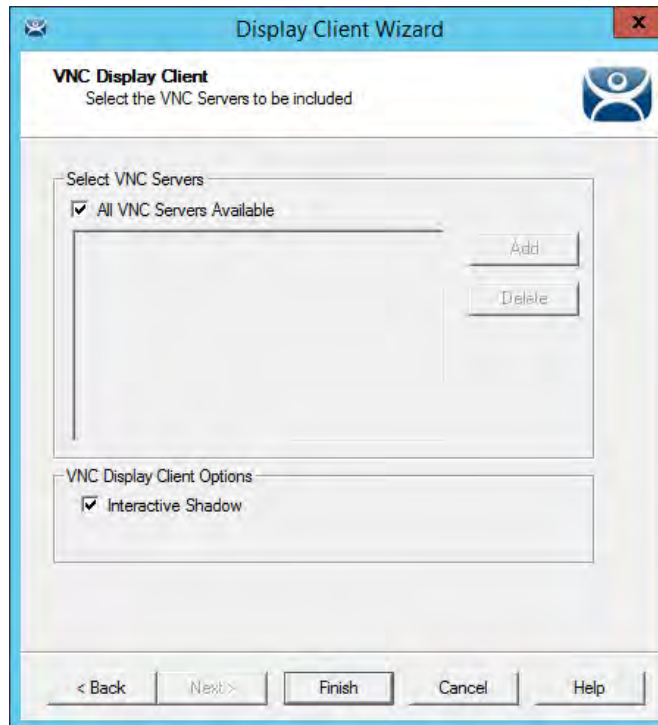 Display Client Wizard
x
VNC Display Client
Select the VNC Servers to be included
Select VNC Servers
All VNC Servers Available
Add
Delete
VNC Display Client Options
Interactive Shadow
< Back Next > Finish Cancel Help